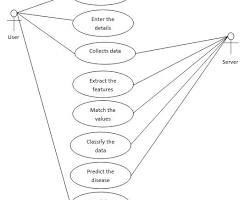 Enter the
details
User
Collects data
Server
Extract the
features
Match the
values
Classify the
data
Predict the
disease